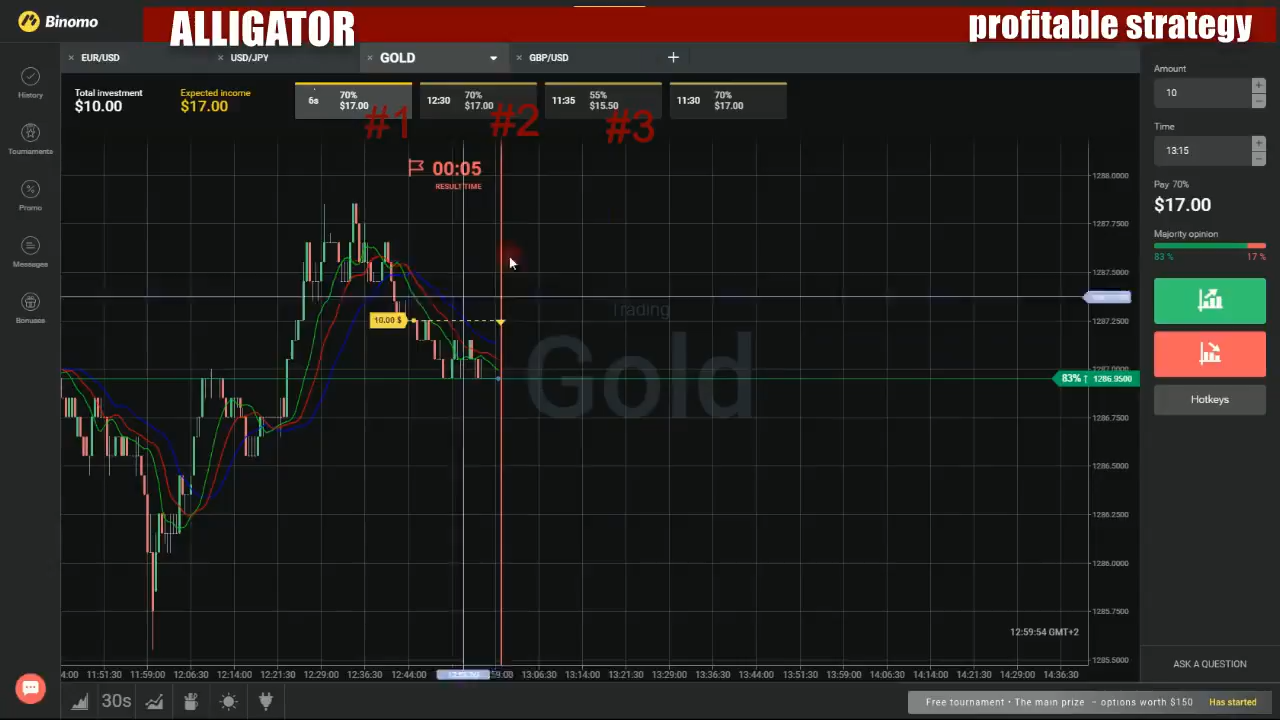 Binomo
ALLIGATOR
profitable strategy
EUR/USD
USD/JPY
GOLD
GBP/USD
+
History
Tournaments
Promo
Messages
Bonuses
Total investment
$10.00
Expected income
$17.00
6s
70%
$17.00
12:30
70%
$17.00
11:35
55%
$15.50
11:30
70%
$17.00
#1
#2
#3
00:05
RESULT TIME
10.00 $
Trading
Gold
1288.0000
1287.7500
1287.5000
1287.2500
1287.0000
83% ↑ 1286.9500
1286.7500
1286.5000
1286.2500
1286.0000
1285.7500
1285.5000
12:59:54 GMT+2
4:00 11:51:30 11:59:00 12:06:30 12:14:00 12:21:30 12:29:00 12:36:30 12:44:00 59:00 13:06:30 13:14:00 13:21:30 13:29:00 13:36:30 13:44:00 13:51:30 13:59:00 14:06:30 14:14:00 14:21:30 14:29:00 14:36:30
30s
Amount
10
+
−
Time
13:15
+
−
Pay 70%
$17.00
Majority opinion
83 %
17 %
Hotkeys
ASK A QUESTION
Free tournament • The main prize – options worth $150 Has started